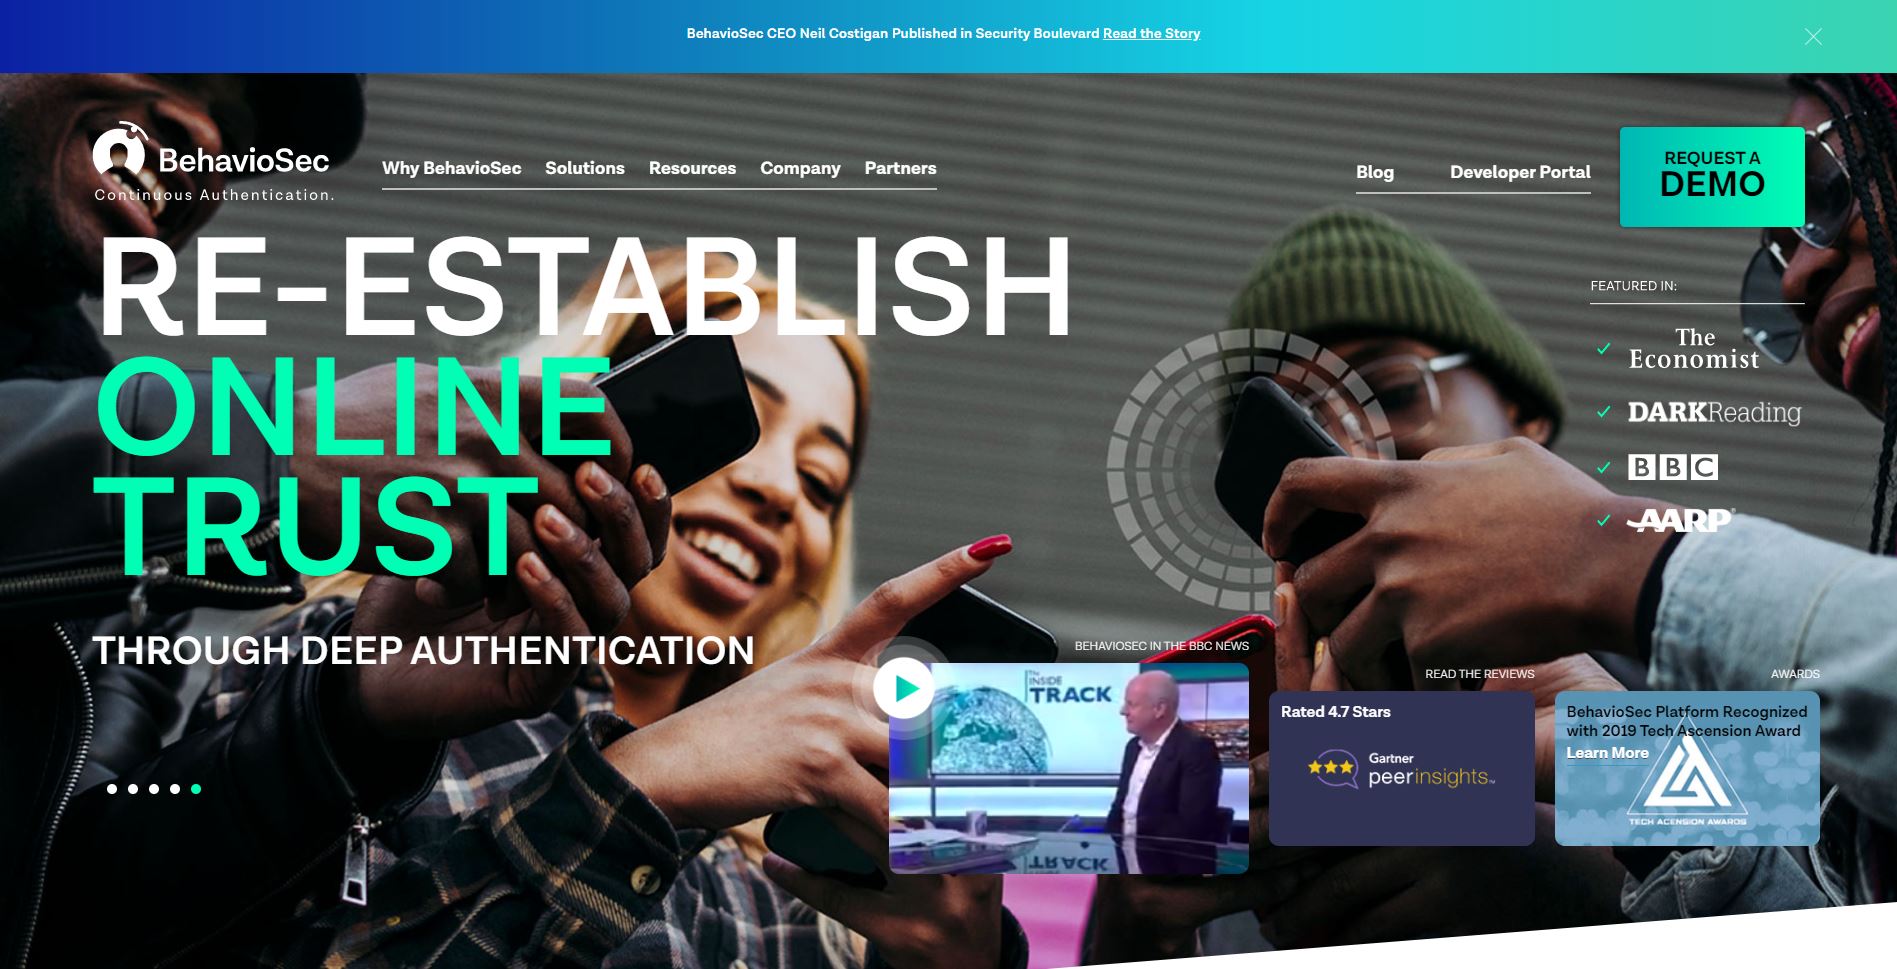 BehavioSec CEO Neil Costigan Published in Security Boulevard Read the Story
BehavioSec
Continuous Authentication.
Why BehavioSec Solutions Resources Company Partners
Blog Developer Portal
REQUEST A
DEMO
RE-ESTABLISH
ONLINE
TRUST
THROUGH DEEP AUTHENTICATION
FEATURED IN:
The
Economist
DARKReading
BBC
AARP
BEHAVIOSEC IN THE BBC NEWS
THE
INSIDE
TRACK
TRACK
READ THE REVIEWS
Rated 4.7 Stars
Gartner
peerinsights™
AWARDS
BehavioSec Platform Recognized
with 2019 Tech Ascension Award
Learn More
TECH ACENSION AWARDS